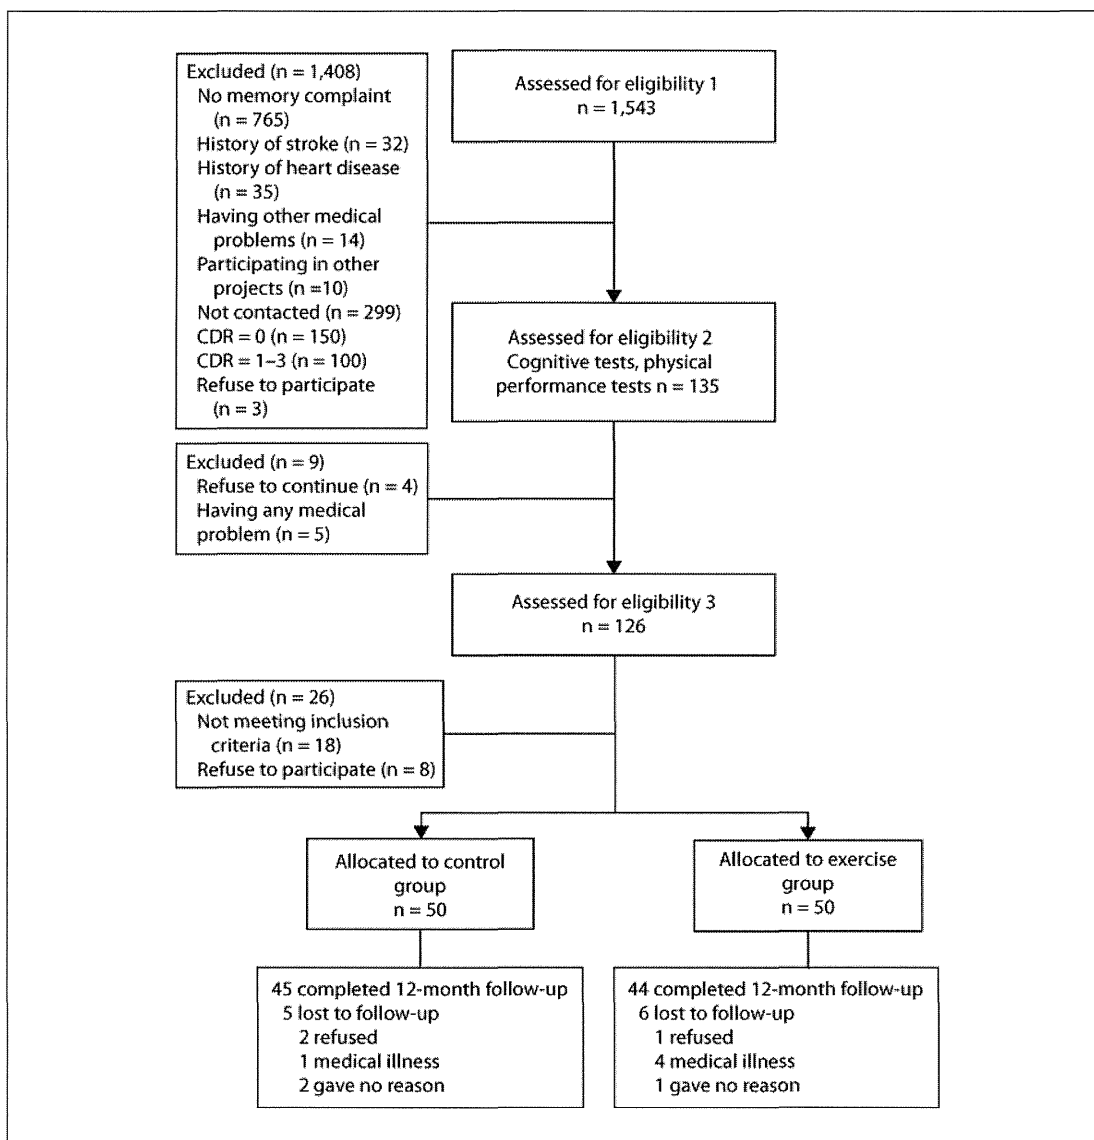 Assessed for eligibility 1
n = 1,543
Excluded (n = 1,408)
No memory complaint
(n = 765)
History of stroke (n = 32)
History of heart disease
(n = 35)
Having other medical
problems (n = 14)
Participating in other
projects (n =10)
Not contacted (n = 299)
CDR = 0 (n = 150)
CDR = 1–3 (n = 100)
Refuse to participate
(n = 3)
Assessed for eligibility 2
Cognitive tests, physical
performance tests n = 135
Excluded (n = 9)
Refuse to continue (n = 4)
Having any medical
problem (n = 5)
Assessed for eligibility 3
n = 126
Excluded (n = 26)
Not meeting inclusion
criteria (n = 18)
Refuse to participate (n = 8)
Allocated to control
group
n = 50
Allocated to exercise
group
n = 50
45 completed 12-month follow-up
5 lost to follow-up
2 refused
1 medical illness
2 gave no reason
44 completed 12-month follow-up
6 lost to follow-up
1 refused
4 medical illness
1 gave no reason